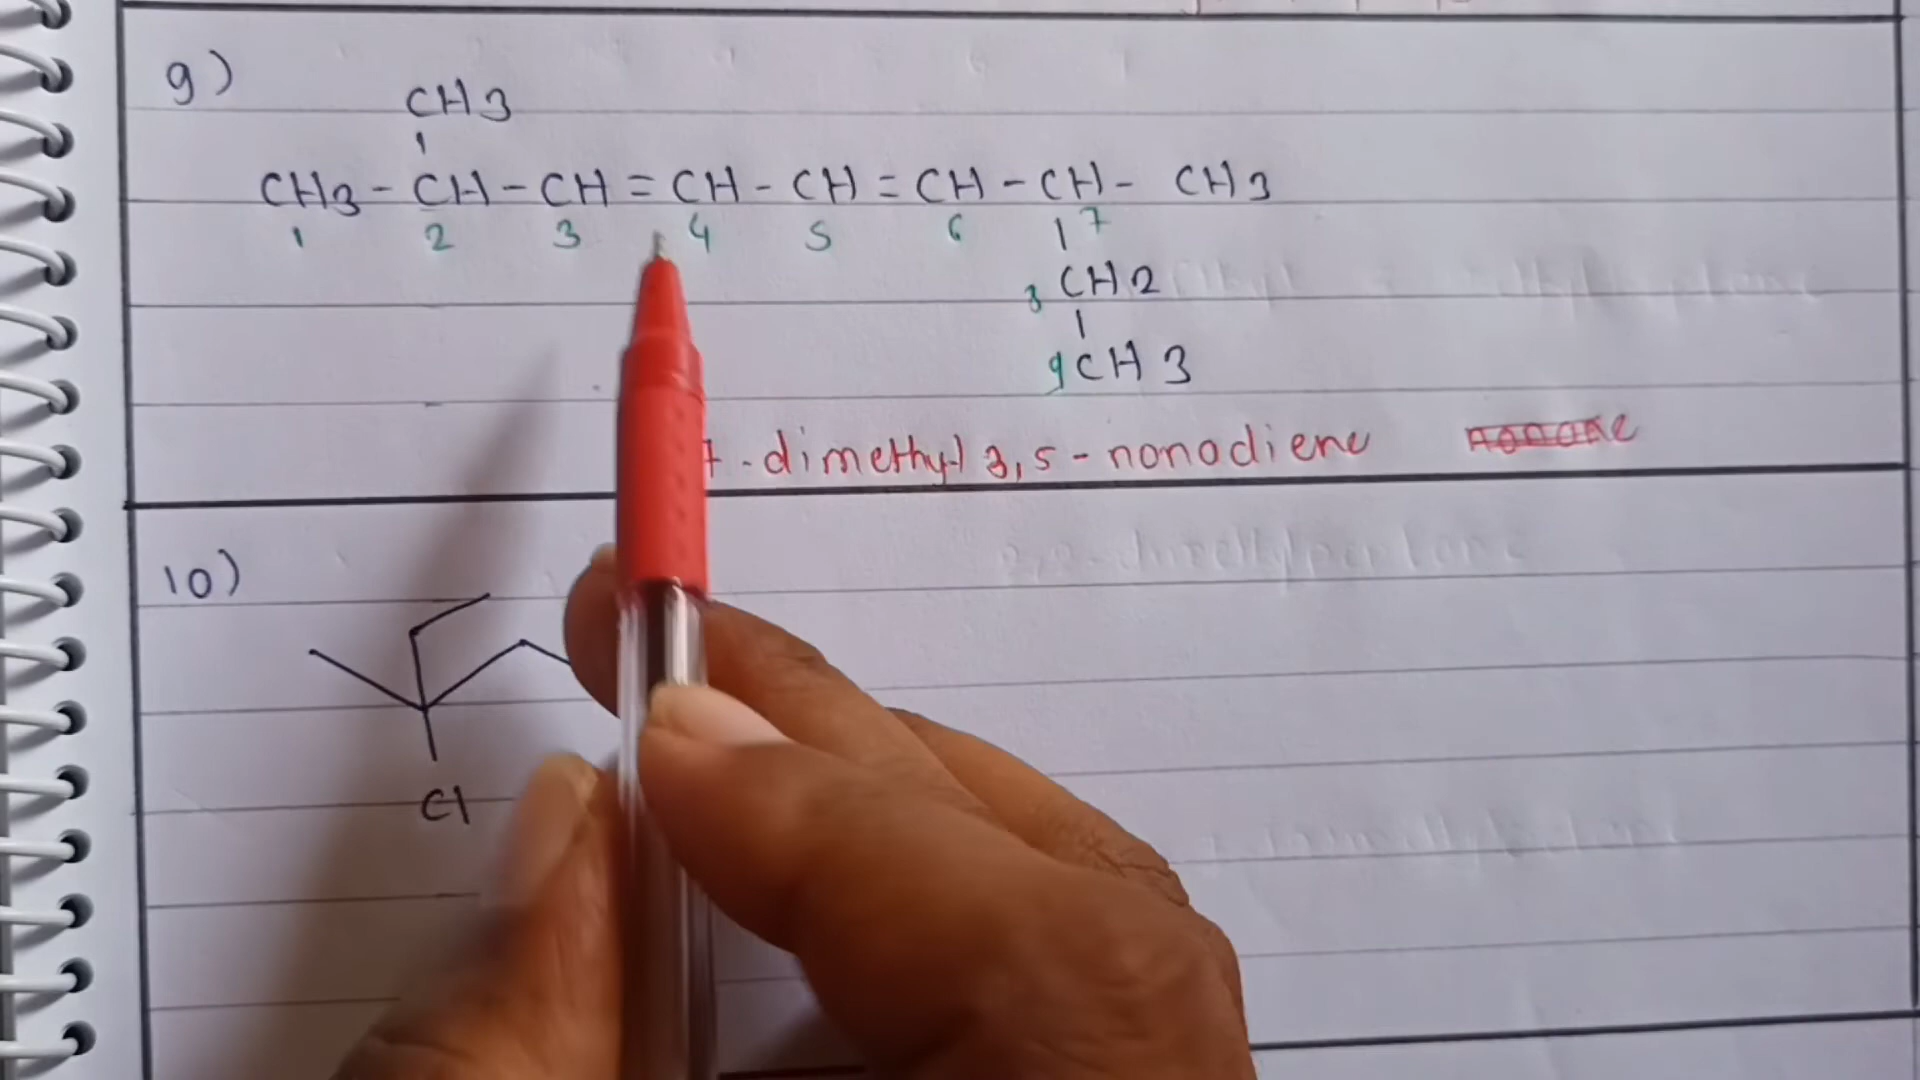 9)
CH3
CH3 - CH - CH = CH - CH = CH - CH - CH3
1 2 3 4 5 6 7
8 CH2
9 CH3
7-dimethyl 3,5-nonodiene
10)
Cl